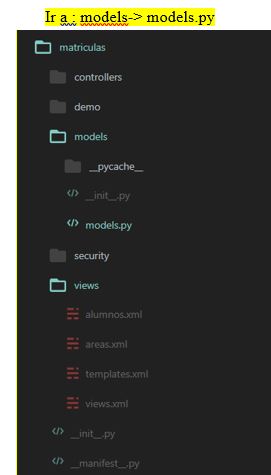 Ir a : models-> models.py
matriculas
controllers
demo
models
__pycache__
</> __init__.py
</> models.py
security
views
alumnos.xml
areas.xml
templates.xml
views.xml
</> __init__.py
</> __manifest__.py